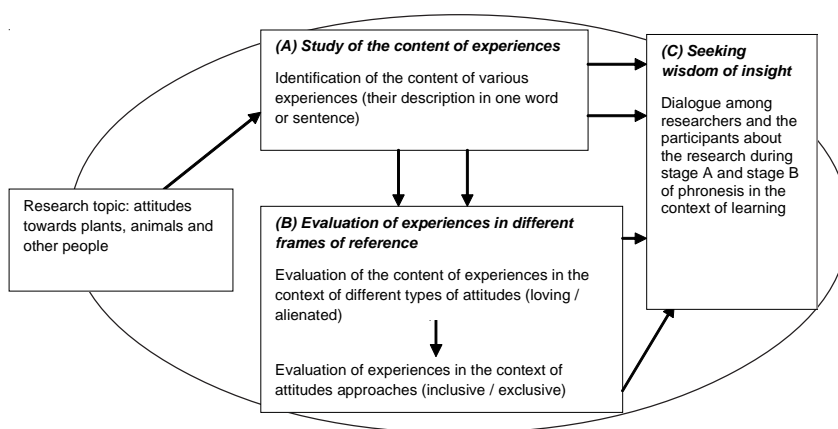 Research topic: attitudes
towards plants, animals and
other people
(A) Study of the content of experiences
Identification of the content of various
experiences (their description in one word
or sentence)
(B) Evaluation of experiences in different
frames of reference
Evaluation of the content of experiences in the
context of different types of attitudes (loving /
alienated)
Evaluation of experiences in the context of
attitudes approaches (inclusive / exclusive)
(C) Seeking
wisdom of insight
Dialogue among
researchers and the
participants about
the research during
stage A and stage B
of phronesis in the
context of learning